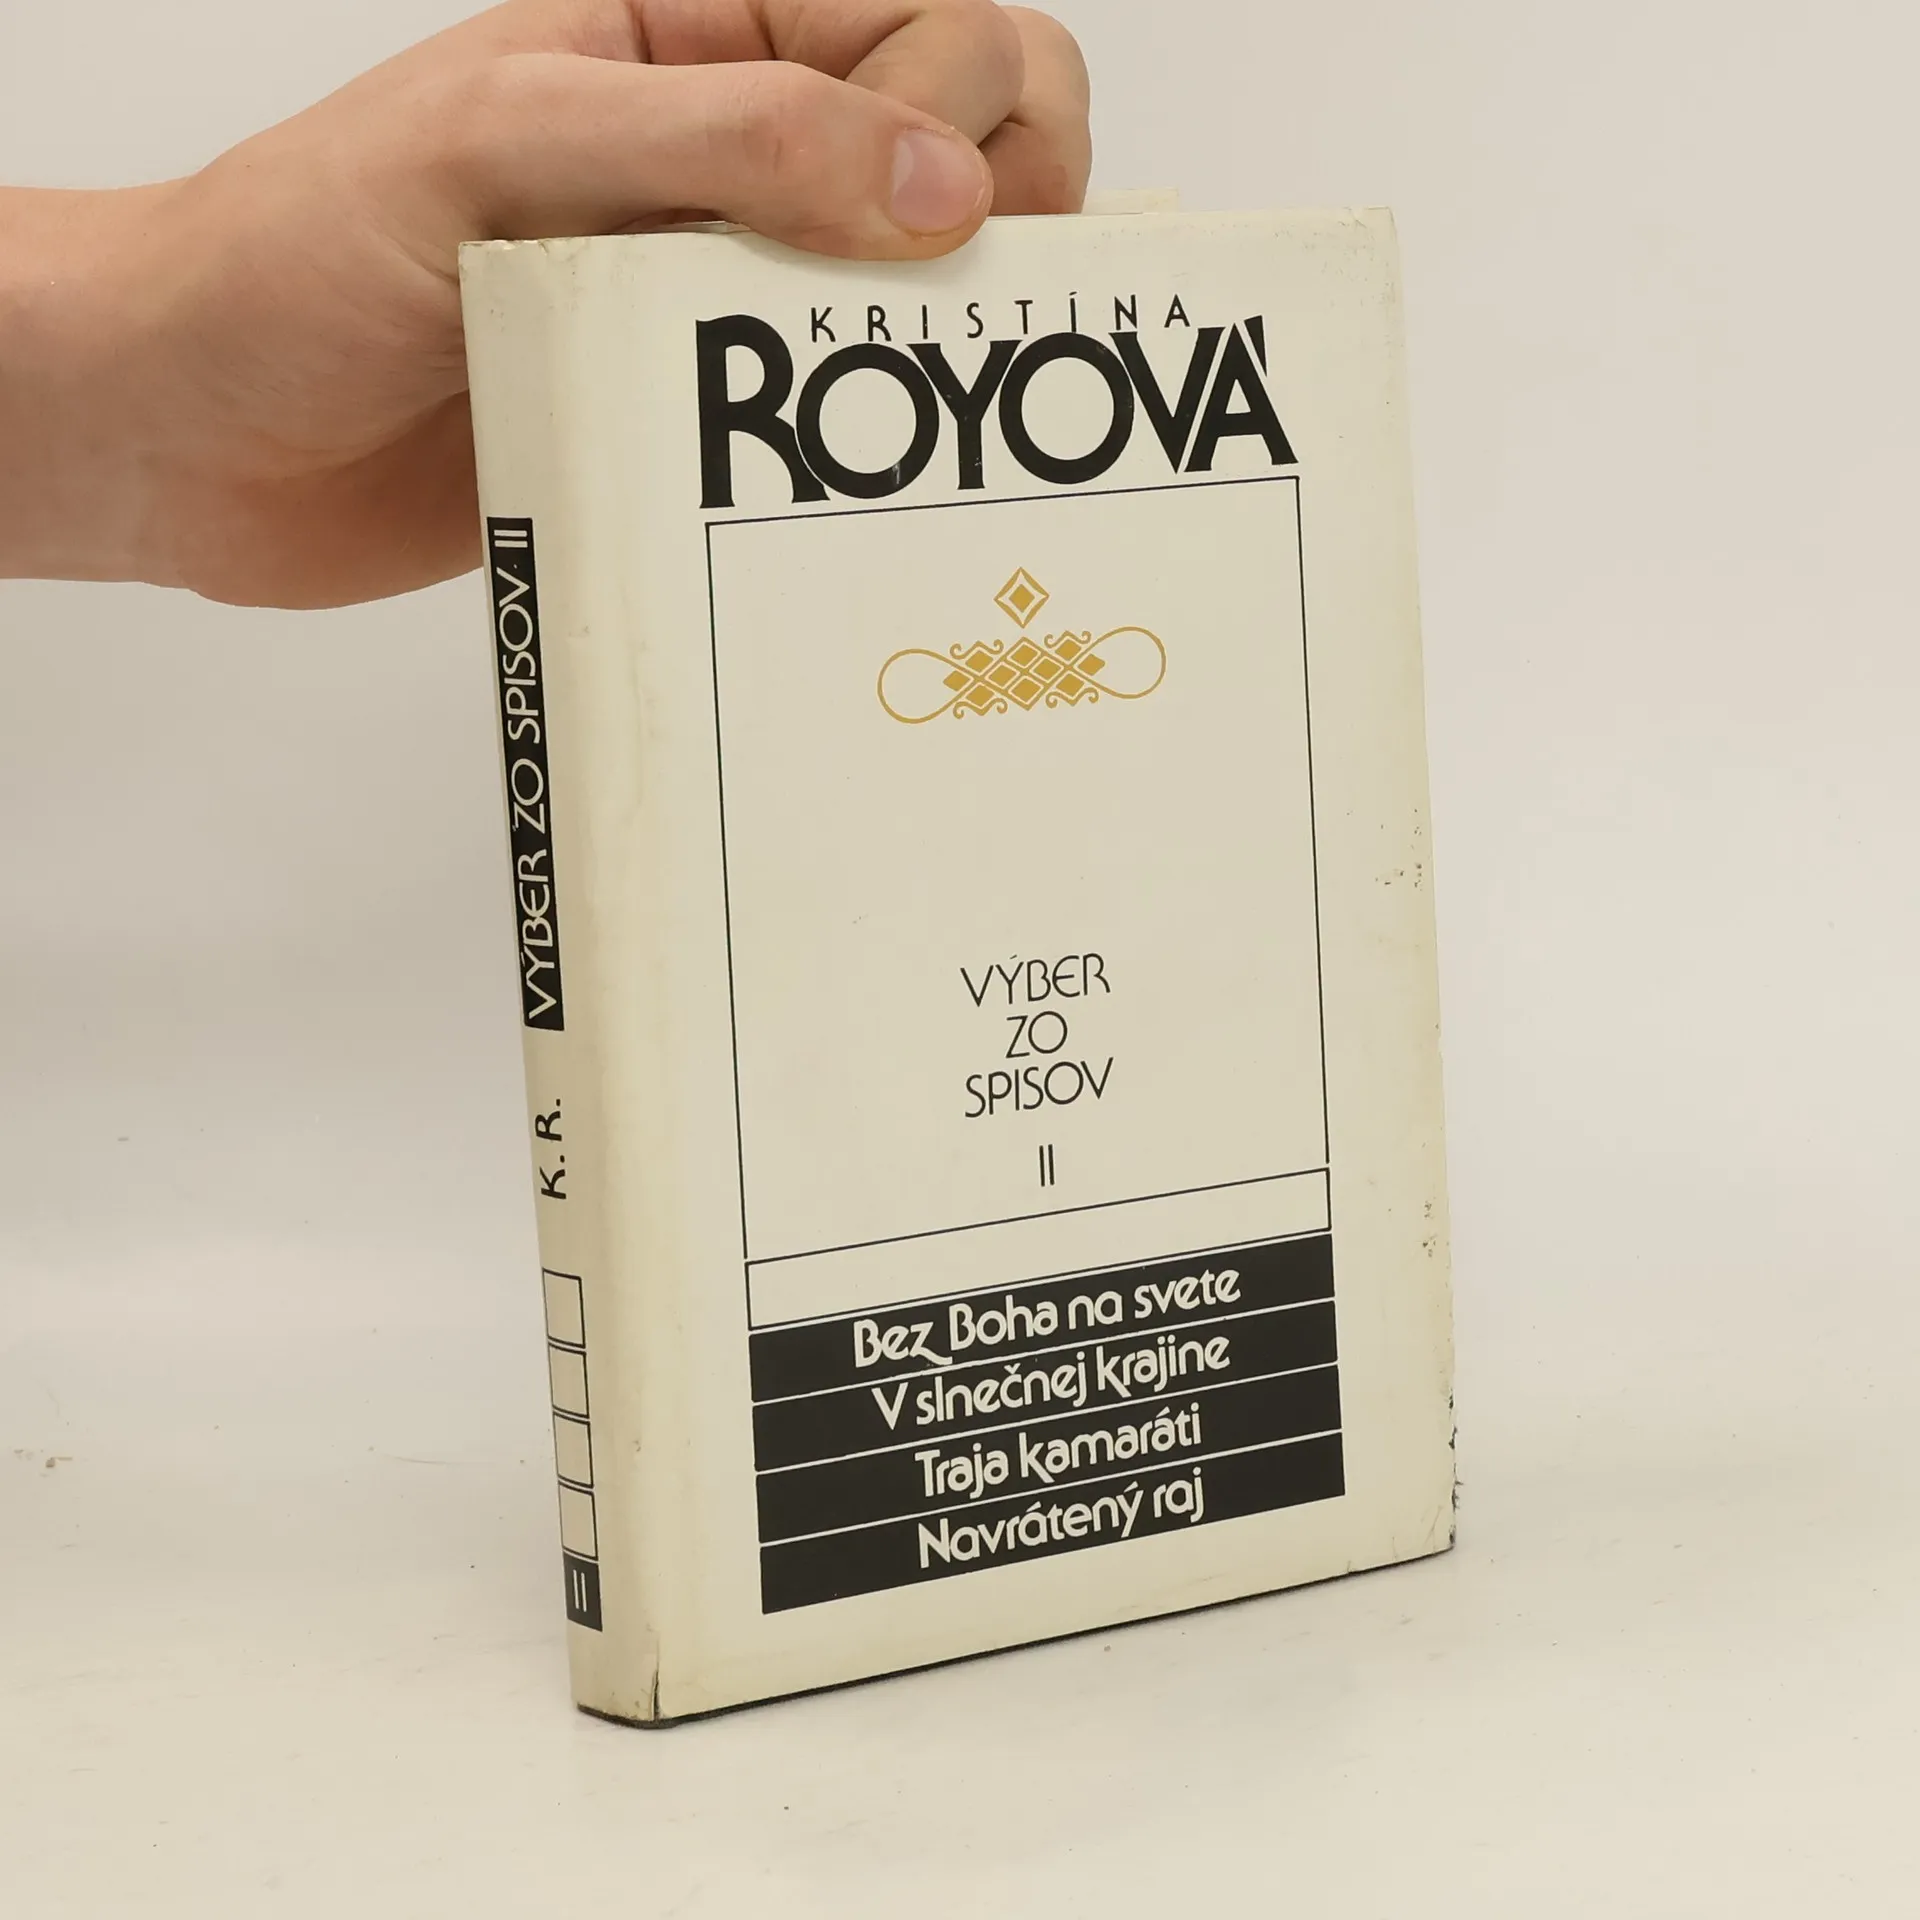 KRISTÍNA
ROYOVÁ
VÝBER
ZO
SPISOV
II
Bez Boha na svete
V slnečnej krajine
Traja kamaráti
Navrátený raj
VÝBER ZO SPISOV. II
K. R.
II